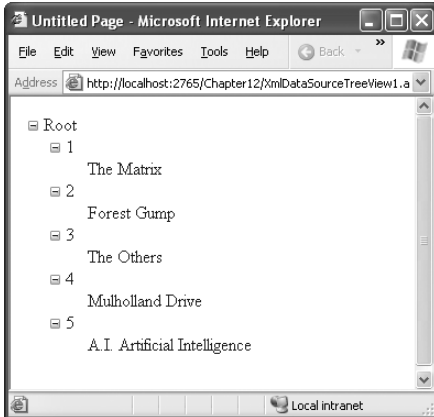 Untitled Page - Microsoft Internet Explorer
File Edit View Favorites Tools Help Back »
Address http://localhost:2765/Chapter12/XmlDataSourceTreeView1.a
Root
1
The Matrix
2
Forest Gump
3
The Others
4
Mulholland Drive
5
A.I. Artificial Intelligence
Local intranet